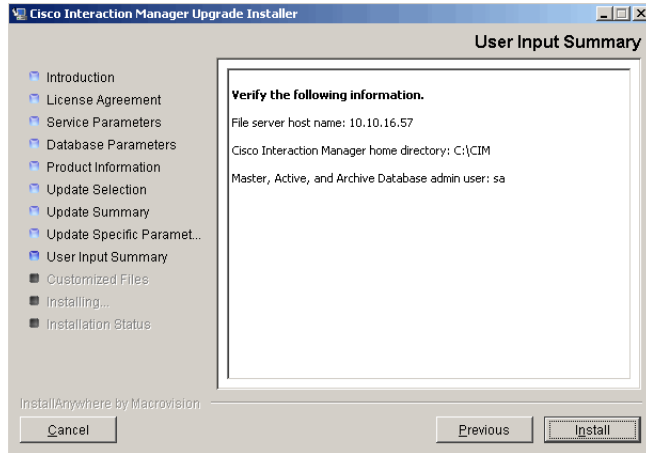 Cisco Interaction Manager Upgrade Installer
User Input Summary
Introduction
License Agreement
Service Parameters
Database Parameters
Product Information
Update Selection
Update Summary
Update Specific Paramet...
User Input Summary
Customized Files
Installing...
Installation Status
Verify the following information.
File server host name: 10.10.16.57
Cisco Interaction Manager home directory: C:\CIM
Master, Active, and Archive Database admin user: sa
InstallAnywhere by Macrovision
Cancel
Previous
Install